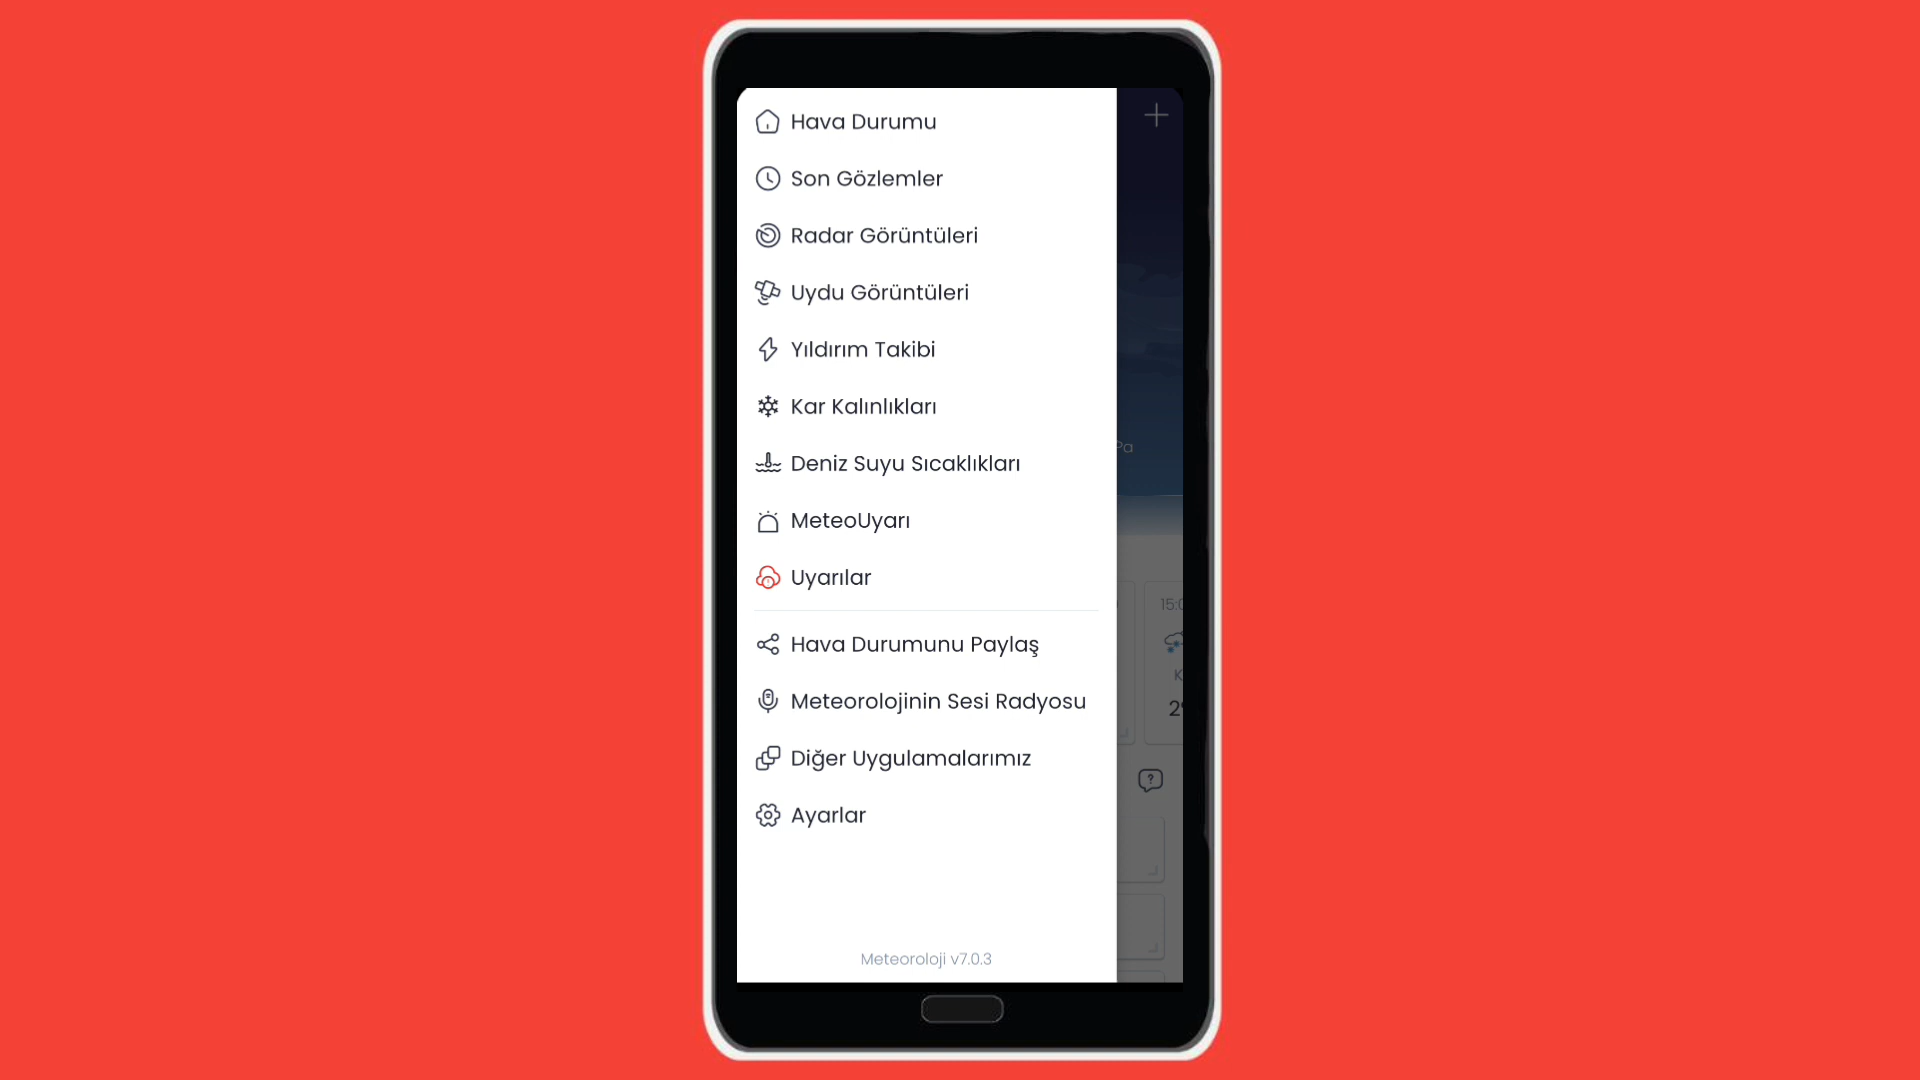 Hava Durumu
Son Gözlemler
Radar Görüntüleri
Uydu Görüntüleri
Yıldırım Takibi
Kar Kalınlıkları
Deniz Suyu Sıcaklıkları
MeteoUyarı
Uyarılar
Hava Durumunu Paylaş
Meteorolojinin Sesi Radyosu
Diğer Uygulamalarımız
Ayarlar
Meteoroloji v7.0.3